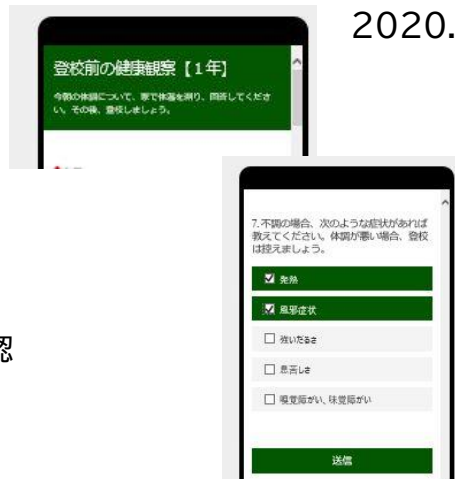 2020.
登校前の健康観察【1年】
今朝の体調について、家で体温を測り、回答してくださ
い。その後、登校しましょう。
7.不調の場合、次のような症状があれば
教えてください。体調が悪い場合、登校
は控えましょう。
発熱
風邪症状
強いだるさ
息苦しさ
嗅覚障がい、味覚障がい
送信
認